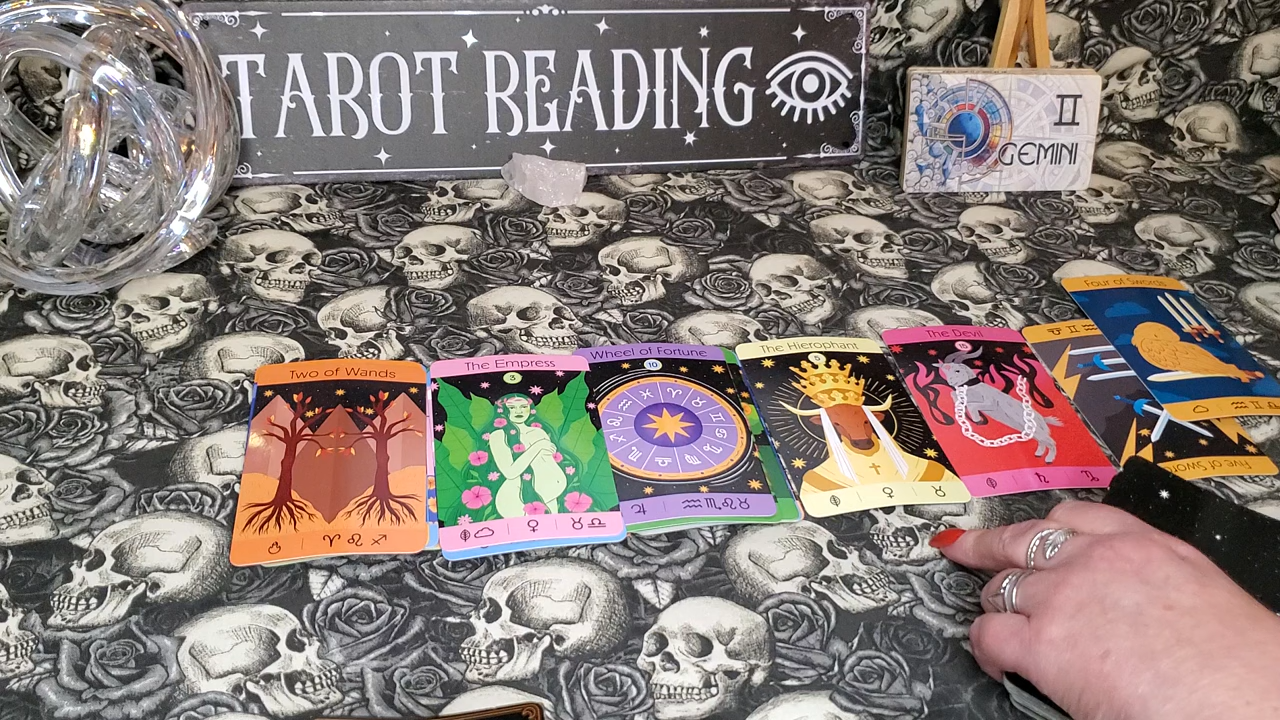 TAROT READING
II
GEMINI
Two of Wands
The Empress
3
Wheel of Fortune
10
The Hierophant
5
The Devil
15
Four of Swords
Five of Swords